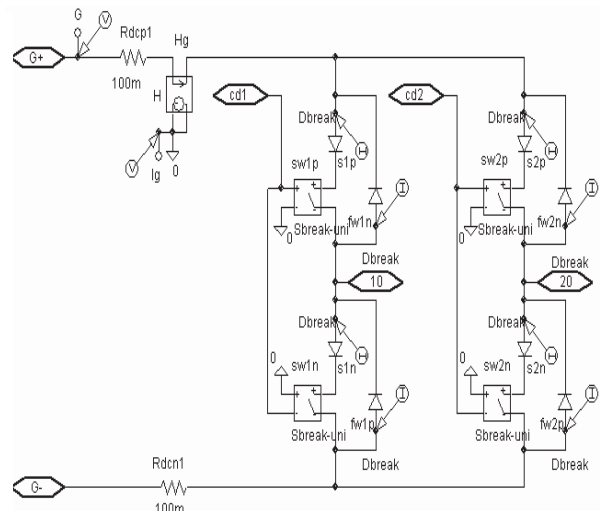 G
V
G+
Rdcp1
100m
Hg
H
V
Ig
0
cd1
cd2
Dbreak
I
s1p
sw1p
0
Sbreak-uni
fw1n
I
Dbreak
10
Dbreak
I
s2p
sw2p
0
Sbreak-uni
fw2n
I
Dbreak
20
Dbreak
I
s1n
sw1n
0
Sbreak-uni
fw1p
I
Dbreak
Dbreak
I
s2n
sw2n
0
Sbreak-uni
fw2p
I
Dbreak
G-
Rdcn1
100m